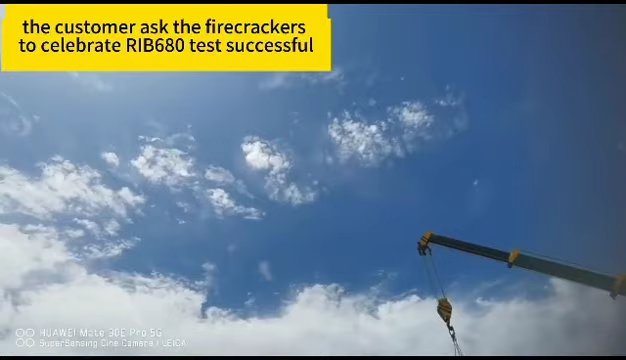 the customer ask the firecrackers
to celebrate RIB680 test successful
HUAWEI Mate 30E Pro 5G
SuperSensing Cine Camera | LEICA